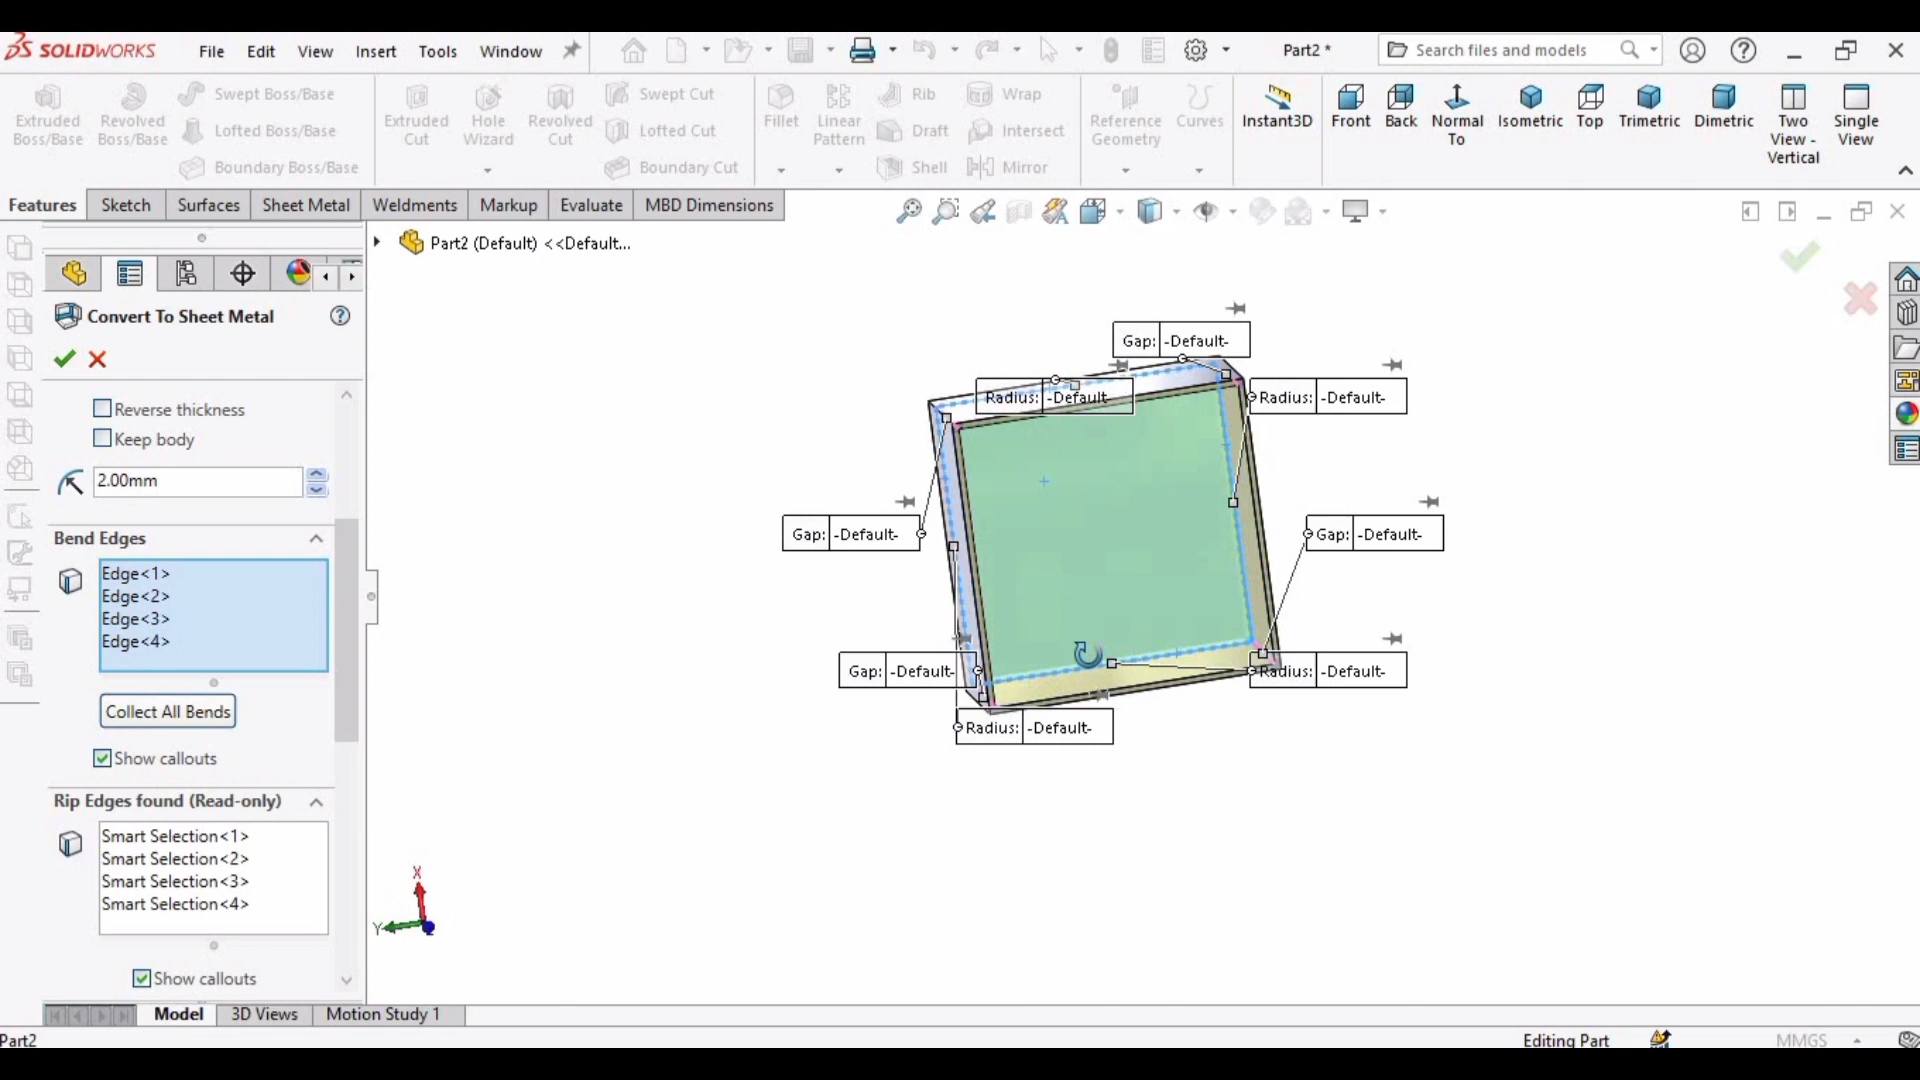 SOLIDWORKS File Edit View Insert Tools Window Part2 * Search files and models
Extruded Boss/Base
Revolved Boss/Base
Swept Boss/Base
Lofted Boss/Base
Boundary Boss/Base
Extruded Cut
Hole Wizard
Revolved Cut
Swept Cut
Lofted Cut
Boundary Cut
Fillet
Linear Pattern
Rib
Draft
Shell
Wrap
Intersect
Mirror
Reference Geometry
Curves
Instant3D
Front
Back
Normal To
Isometric
Top
Trimetric
Dimetric
Two View - Vertical
Single View
Features Sketch Surfaces Sheet Metal Weldments Markup Evaluate MBD Dimensions
Part2 (Default) <<Default...
Convert To Sheet Metal
Reverse thickness
Keep body
2.00mm
Bend Edges
Edge<1>
Edge<2>
Edge<3>
Edge<4>
Collect All Bends
Show callouts
Rip Edges found (Read-only)
Smart Selection<1>
Smart Selection<2>
Smart Selection<3>
Smart Selection<4>
Show callouts
Gap: -Default-
Radius: -Default-
Radius: -Default-
Gap: -Default-
Gap: -Default-
Gap: -Default-
Radius: -Default-
Radius: -Default-
X
Y
Model 3D Views Motion Study 1
Part2 Editing Part MMGS